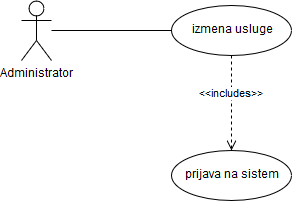 izmena usluge
Administrator
<<includes>>
prijava na sistem